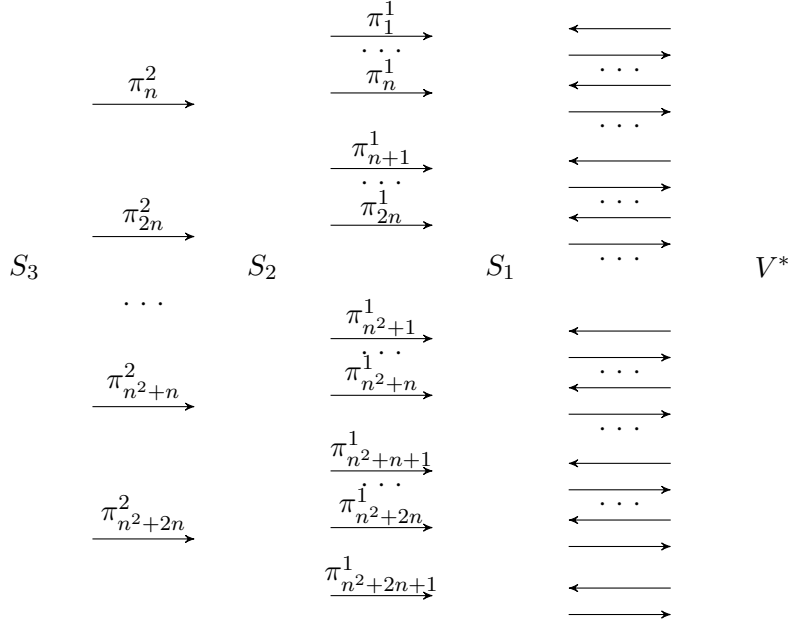 π^1_1
· · ·
π^2_n π^1_n · · ·
· · ·
π^1_{n+1}
· · ·
π^2_{2n} π^1_{2n} · · ·
S_3 S_2 S_1 · · · V*
· · ·
π^1_{n^2+1}
· · ·
π^2_{n^2+n} π^1_{n^2+n} · · ·
· · ·
π^1_{n^2+n+1}
· · ·
π^2_{n^2+2n} π^1_{n^2+2n} · · ·
π^1_{n^2+2n+1}